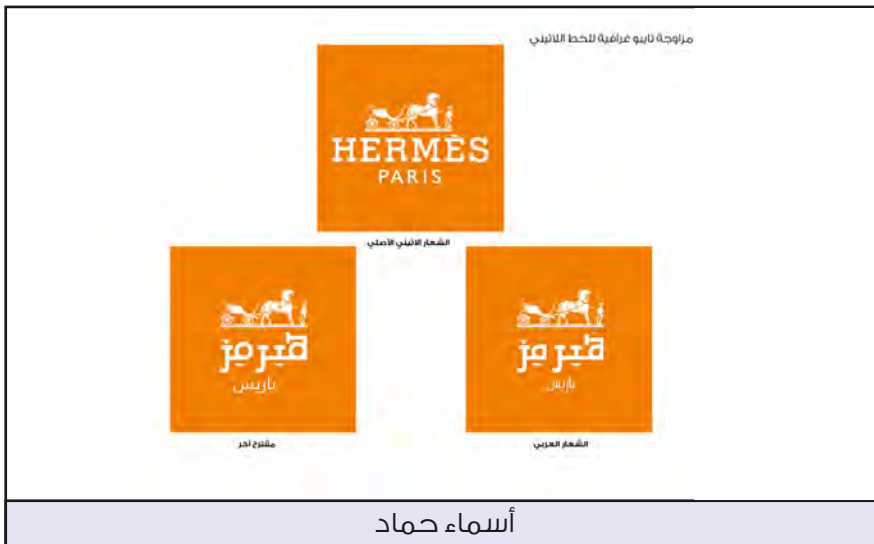 مزاوجة تايبو غرافية للخط اللاتيني
HERMÈS
PARIS
الشعار الاتيني الأصلي
هيرمز
باريس
الشعار العربي
هيرمز
باريس
مقترح آخر
أسماء حماد